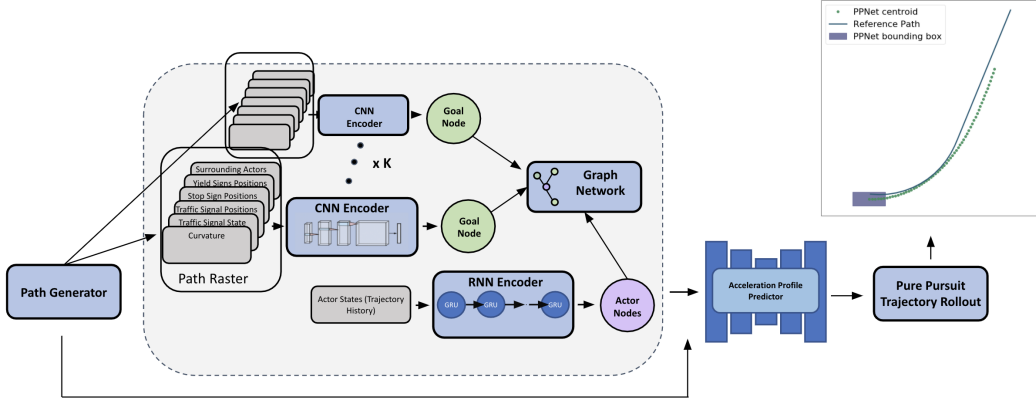 PPNet centroid
Reference Path
PPNet bounding box
CNN
Encoder
Goal
Node
x K
Graph
Network
Surrounding Actors
Yield Signs Positions
Stop Sign Positions
Traffic Signal Positions
Traffic Signal State
Curvature
Path Raster
CNN Encoder
Goal
Node
Path Generator
Actor States (Trajectory
History)
RNN Encoder
GRU
GRU
GRU
Actor
Nodes
Acceleration Profile
Predictor
Pure Pursuit
Trajectory Rollout